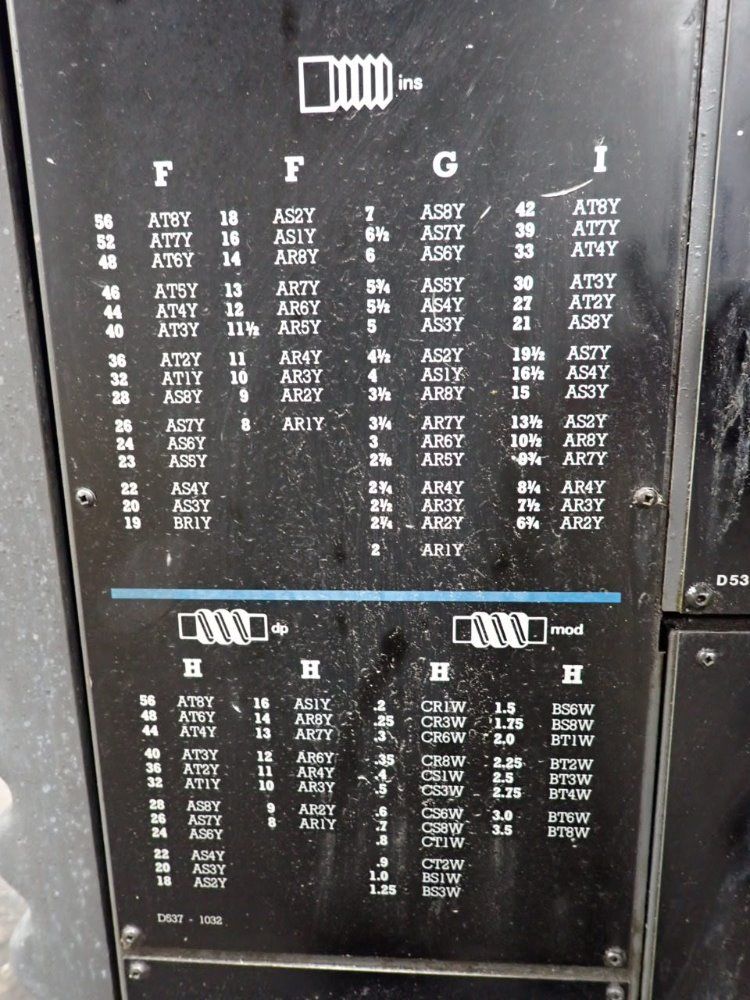 ins
F F G I
56 AT8Y 18 AS2Y 7 AS8Y 42 AT8Y
52 AT7Y 16 AS1Y 6½ AS7Y 39 AT7Y
48 AT6Y 14 AR8Y 6 AS6Y 33 AT4Y
46 AT5Y 13 AR7Y 5¾ AS5Y 30 AT3Y
44 AT4Y 12 AR6Y 5½ AS4Y 27 AT2Y
40 AT3Y 11½ AR5Y 5 AS3Y 21 AS8Y
36 AT2Y 11 AR4Y 4½ AS2Y 19½ AS7Y
32 AT1Y 10 AR3Y 4 AS1Y 16½ AS4Y
28 AS8Y 9 AR2Y 3½ AR8Y 15 AS3Y
26 AS7Y 8 AR1Y 3¼ AR7Y 13½ AS2Y
24 AS6Y 3 AR6Y 10½ AR8Y
23 AS5Y 2⅞ AR5Y 9¾ AR7Y
22 AS4Y 2¾ AR4Y 8¼ AR4Y
20 AS3Y 2½ AR3Y 7½ AR3Y
19 BR1Y 2¼ AR2Y 6¾ AR2Y
2 AR1Y
D53
dp mod
H H H H
56 AT8Y 16 AS1Y .2 CR1W 1.5 BS6W
48 AT6Y 14 AR8Y .25 CR3W 1.75 BS8W
44 AT4Y 13 AR7Y .3 CR6W 2.0 BT1W
40 AT3Y 12 AR6Y .35 CR8W 2.25 BT2W
36 AT2Y 11 AR4Y .4 CS1W 2.5 BT3W
32 AT1Y 10 AR3Y .5 CS3W 2.75 BT4W
28 AS8Y 9 AR2Y .6 CS6W 3.0 BT6W
26 AS7Y 8 AR1Y .7 CS8W 3.5 BT8W
24 AS6Y .8 CT1W
22 AS4Y .9 CT2W
20 AS3Y 1.0 BS1W
18 AS2Y 1.25 BS3W
D537 - 1032